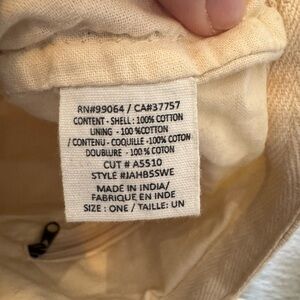 RN#99064 / CA#37757
CONTENT - SHELL : 100% COTTON
LINING - 100 %COTTON
/ CONTENU - COQUILLE -100% COTON
DOUBLURE - 100 % COTON
CUT # A5510
STYLE #JAHB5SWE
MADE IN INDIA/
FABRIQUE EN INDE
SIZE : ONE / TAILLE: UN